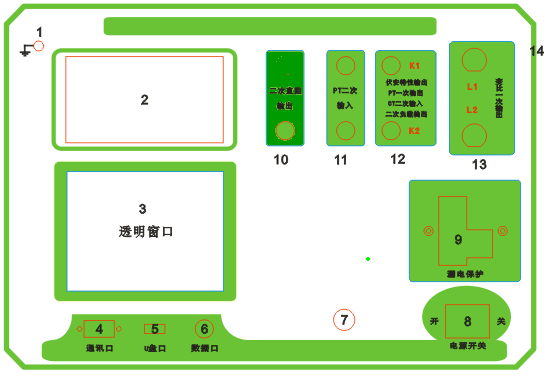 1
14
2
二次直阻
输出
10
PT二次
输入
11
K1
伏安特性输出
PT一次输出
CT二次输入
二次负载输出
K2
12
L1
L2
变比一次输出
13
3
透明窗口
9
漏电保护
4
通讯口
5
U盘口
6
数据口
7
开
8
关
电源开关